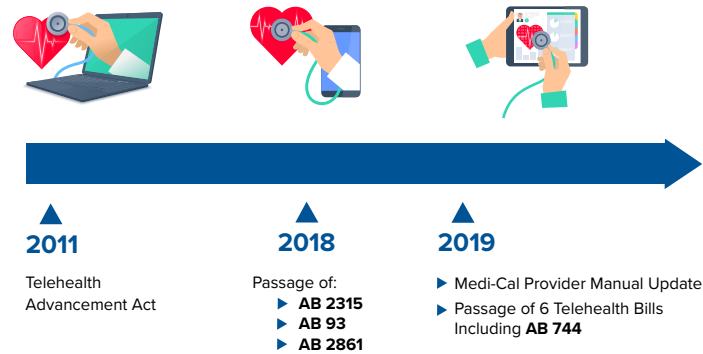 2011
Telehealth
Advancement Act
2018
Passage of:
AB 2315
AB 93
AB 2861
2019
Medi-Cal Provider Manual Update
Passage of 6 Telehealth Bills
Including AB 744